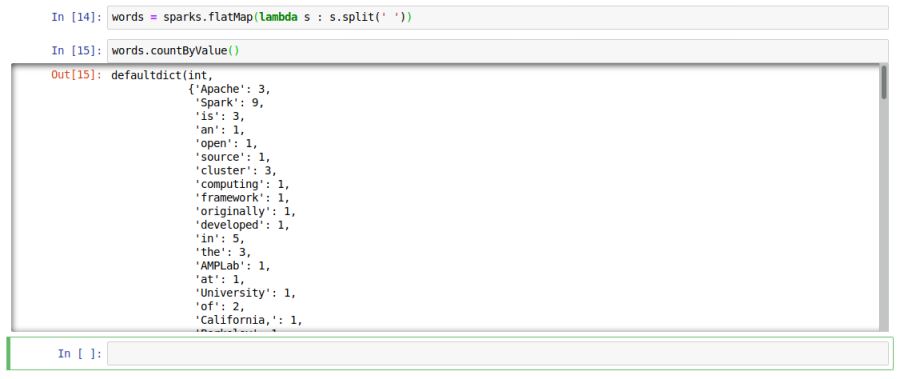 In [14]: words = sparks.flatMap(lambda s : s.split(' '))
In [15]: words.countByValue()
Out[15]: defaultdict(int,
{'Apache': 3,
'Spark': 9,
'is': 3,
'an': 1,
'open': 1,
'source': 1,
'cluster': 3,
'computing': 1,
'framework': 1,
'originally': 1,
'developed': 1,
'in': 5,
'the': 3,
'AMPLab': 1,
'at': 1,
'University': 1,
'of': 2,
'California,': 1,
In [ ]: